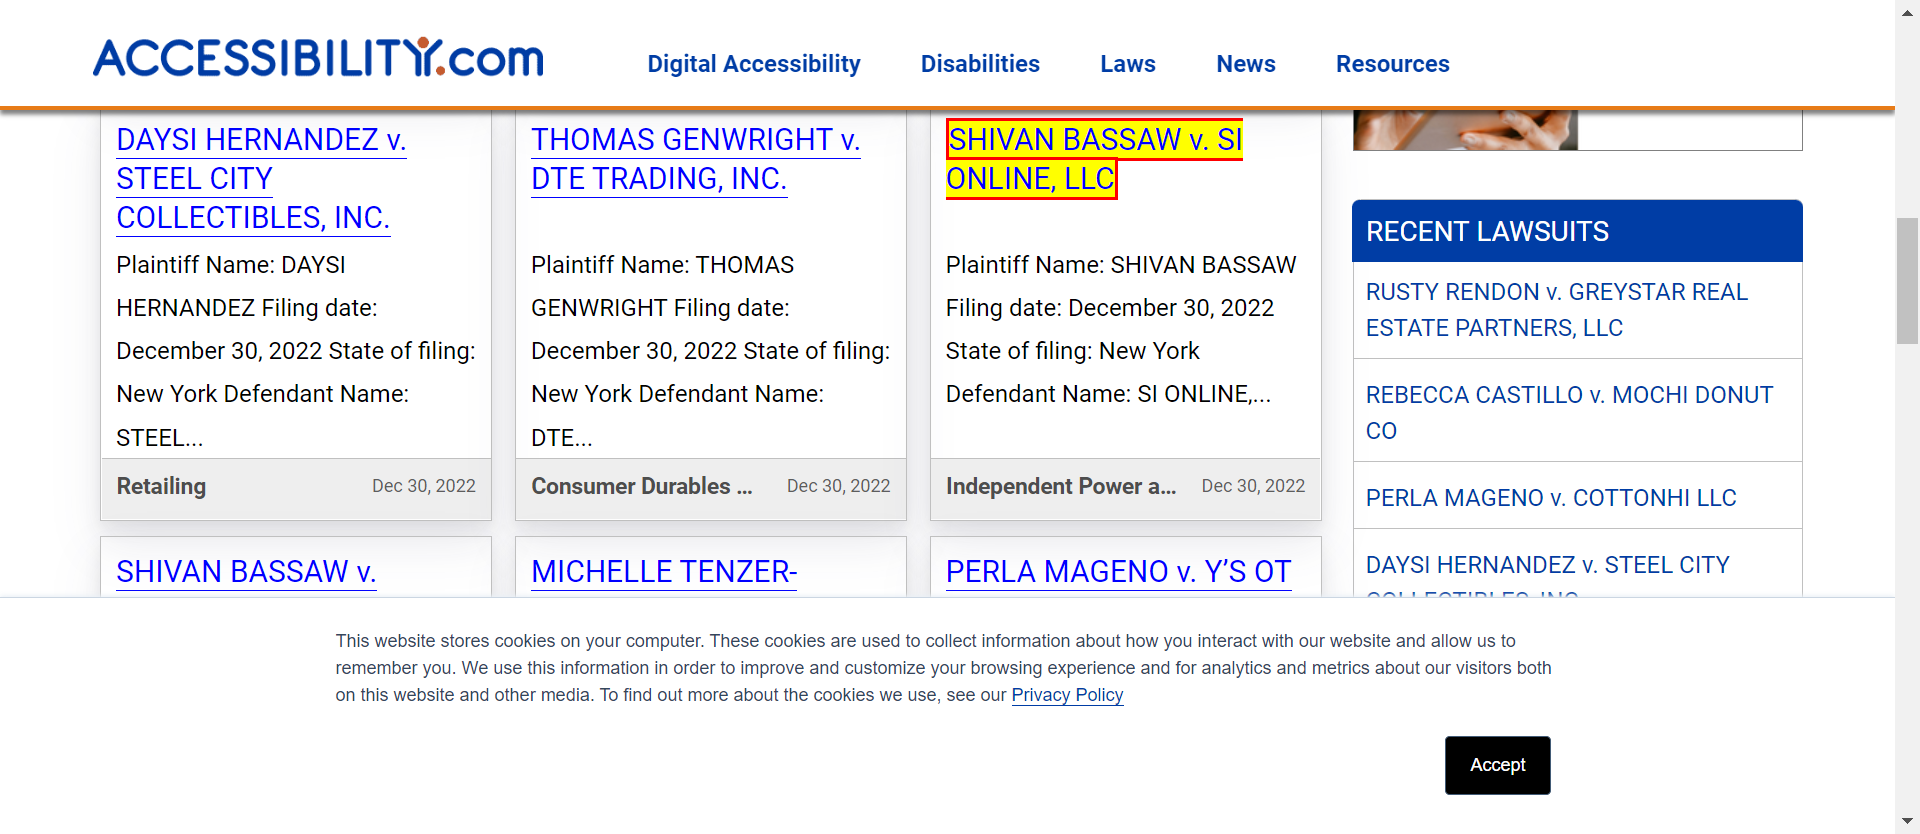 ACCESSIBILITY.com
Digital Accessibility
Disabilities
Laws
News
Resources
DAYSI HERNANDEZ v.
STEEL CITY
COLLECTIBLES, INC.
Plaintiff Name: DAYSI
HERNANDEZ Filing date:
December 30, 2022 State of filing:
New York Defendant Name:
STEEL...
Retailing
Dec 30, 2022
THOMAS GENWRIGHT v.
DTE TRADING, INC.
Plaintiff Name: THOMAS
GENWRIGHT Filing date:
December 30, 2022 State of filing:
New York Defendant Name:
DTE...
Consumer Durables ...
Dec 30, 2022
SHIVAN BASSAW v. SI
ONLINE, LLC
Plaintiff Name: SHIVAN BASSAW
Filing date: December 30, 2022
State of filing: New York
Defendant Name: SI ONLINE,...
Independent Power a...
Dec 30, 2022
SHIVAN BASSAW v.
MICHELLE TENZER-
PERLA MAGENO v. Y’S OT
RECENT LAWSUITS
RUSTY RENDON v. GREYSTAR REAL
ESTATE PARTNERS, LLC
REBECCA CASTILLO v. MOCHI DONUT
CO
PERLA MAGENO v. COTTONHI LLC
DAYSI HERNANDEZ v. STEEL CITY
COLLECTIBLES, INC.
This website stores cookies on your computer. These cookies are used to collect information about how you interact with our website and allow us to
remember you. We use this information in order to improve and customize your browsing experience and for analytics and metrics about our visitors both
on this website and other media. To find out more about the cookies we use, see our Privacy Policy
Accept